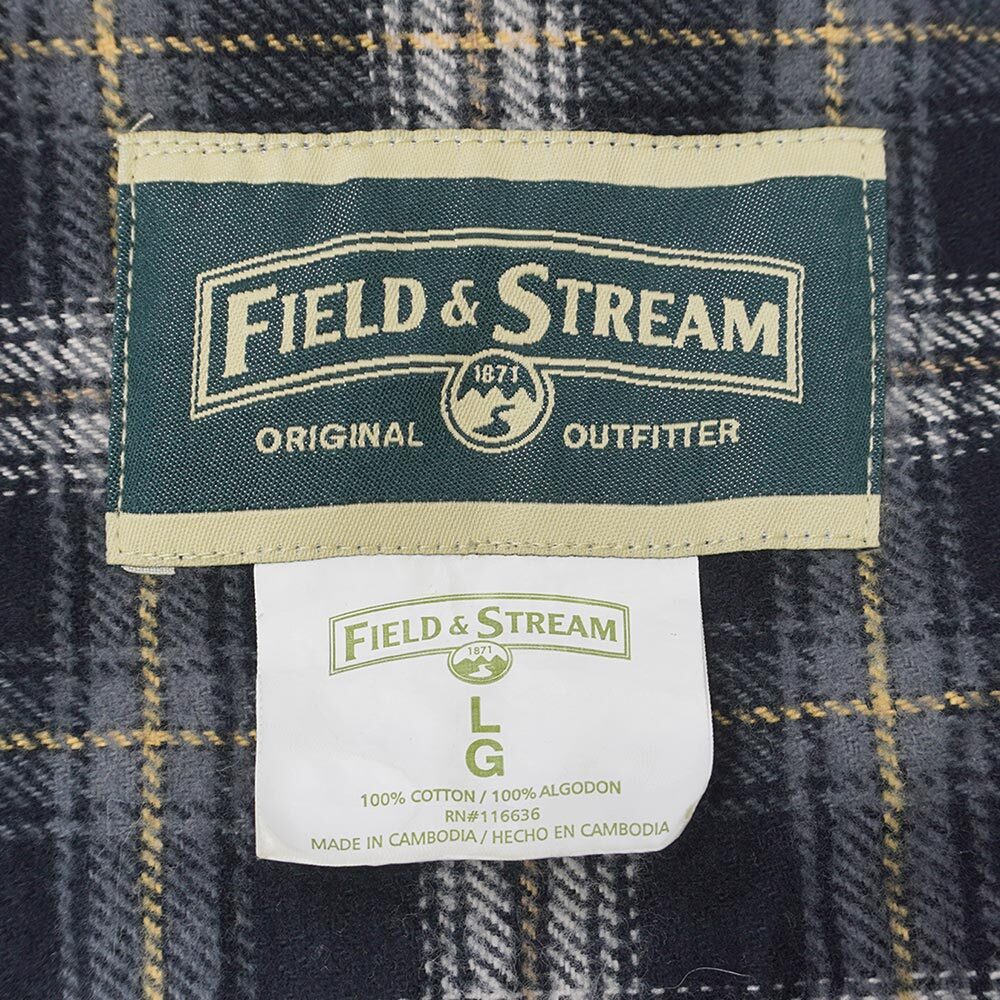 FIELD & STREAM
1871
ORIGINAL OUTFITTER
FIELD & STREAM
1871
L
G
100% COTTON / 100% ALGODON
RN#116636
MADE IN CAMBODIA / HECHO EN CAMBODIA